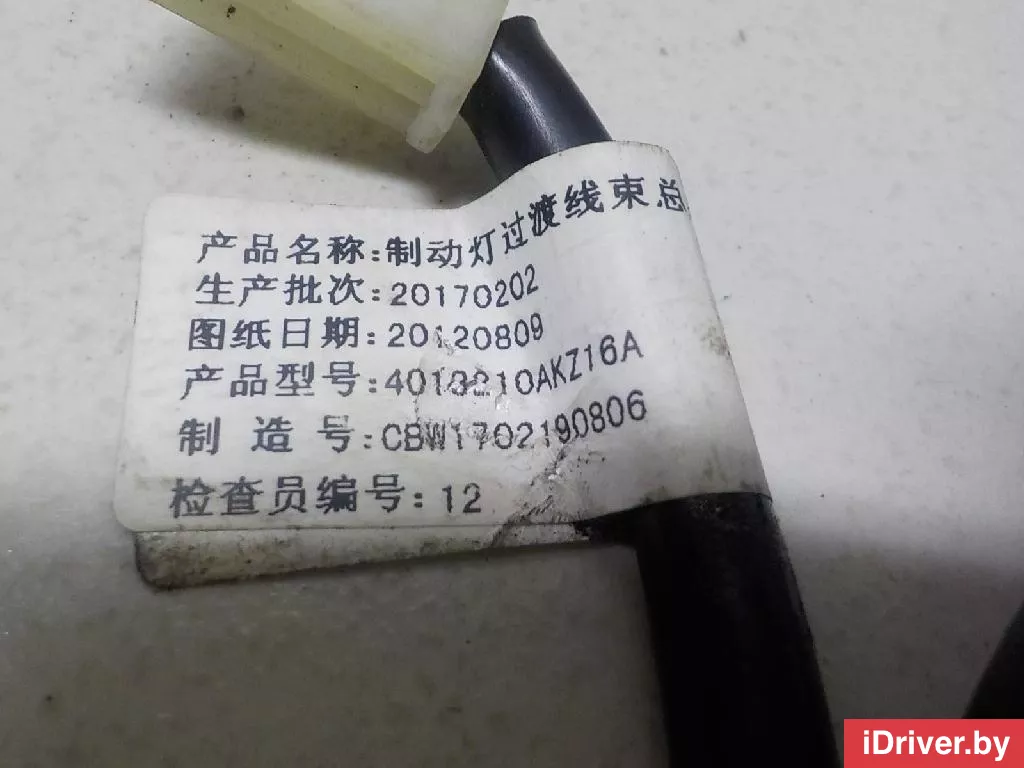 产品名称:制动灯过渡线束总
生产批次:20170202
图纸日期:20120809
产品型号:4013210AKZ16A
制造号:CBW1702190806
检查员编号:12
iDriver.by